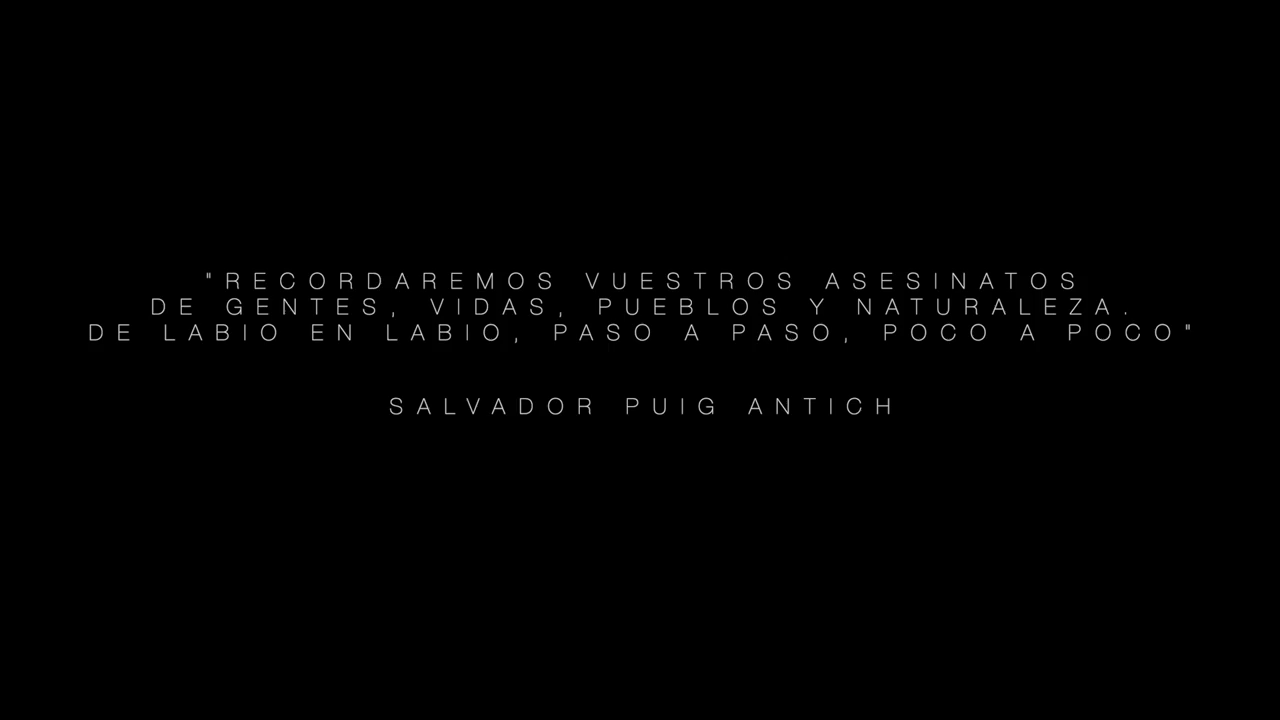 "RECORDAREMOS VUESTROS ASESINATOS
DE GENTES, VIDAS, PUEBLOS Y NATURALEZA.
DE LABIO EN LABIO, PASO A PASO, POCO A POCO"
SALVADOR PUIG ANTICH